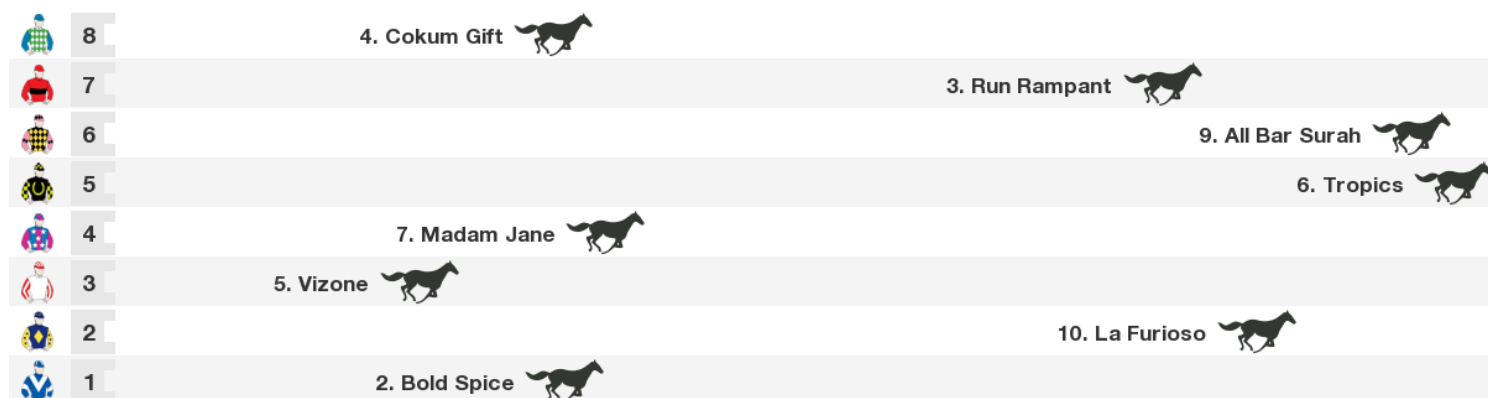 8 4. Cokum Gift
7 3. Run Rampant
6 9. All Bar Surah
5 6. Tropics
4 7. Madam Jane
3 5. Vizone
2 10. La Furioso
1 2. Bold Spice